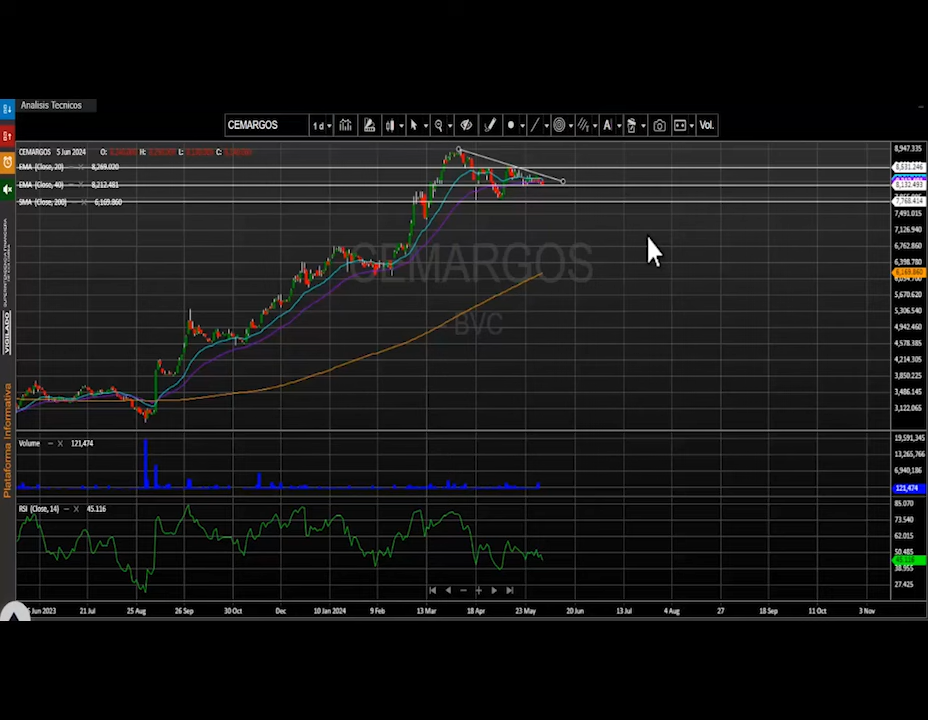 Analisis Tecnicos
CEMARGOS 1 d Vol.
CEMARGOS 5 Jun 2024 O: H: L: C:
EMA (Close, 20) 8,269.020
EMA (Close, 40) 8,212.481
SMA (Close, 200) 6,169.860
CEMARGOS
BVC
8,947.335
8,531.246
8,132.493
7,768.414
7,491.015
7,126.940
6,762.860
6,398.780
6,169.860
5,670.620
5,306.540
4,942.460
4,578.385
4,214.305
3,850.225
3,486.145
3,122.065
Volume 121,474
19,591,345
13,265,766
6,940,186
121,474
RSI (Close, 14) 45.116
85.070
73.540
62.015
50.485
38.955
27.425
Jun 2023 21 Jul 25 Aug 26 Sep 30 Oct Dec 10 Jan 2024 9 Feb 13 Mar 18 Apr 23 May 20 Jun 13 Jul 4 Aug 27 18 Sep 11 Oct 3 Nov
VIGILADO
Plataforma Informativa